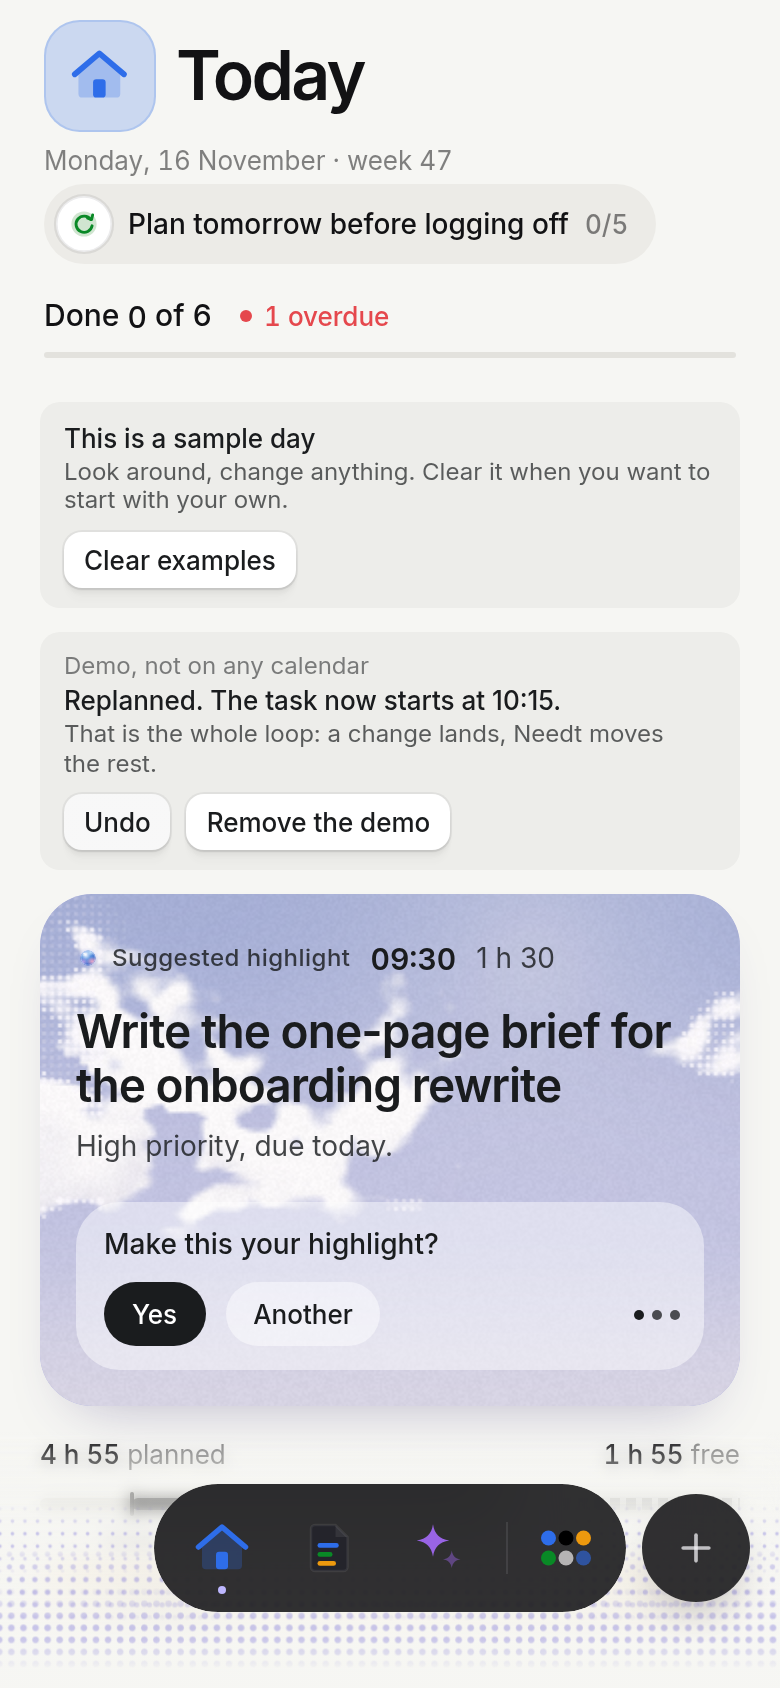 Today
Monday, 16 November · week 47
Plan tomorrow before logging off 0/5
Done 0 of 6 1 overdue
This is a sample day
Look around, change anything. Clear it when you want to
start with your own.
Clear examples
Demo, not on any calendar
Replanned. The task now starts at 10:15.
That is the whole loop: a change lands, Needt moves
the rest.
Undo Remove the demo
Suggested highlight 09:30 1 h 30
Write the one-page brief for
the onboarding rewrite
High priority, due today.
Make this your highlight?
Yes Another
4 h 55 planned 1 h 55 free